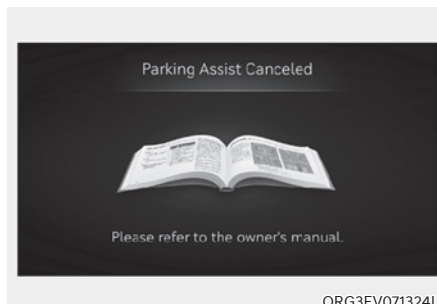 Parking Assist Canceled
Please refer to the owner's manual.
ORG3EV071324L